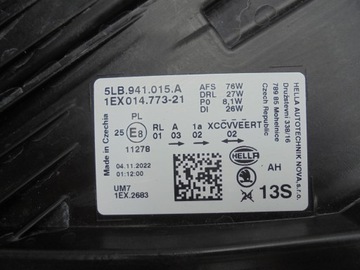 5LB.941.015.A
1EX014.773-21
AFS 76W
DRL 27W
P0 8,1W
DI 26W
HELLA AUTOTECHNIK NOVA,s.r.o.
Družstevní 338/16
789 85 Mohelnice
Czech Republic
Made in Czechia
PL
25 E8
RL A 1a XCCVVEERT
01 03 02 02
11278
04.11.2022
01:12:00
HELLA
AH
UM7
1EX.2683
13S